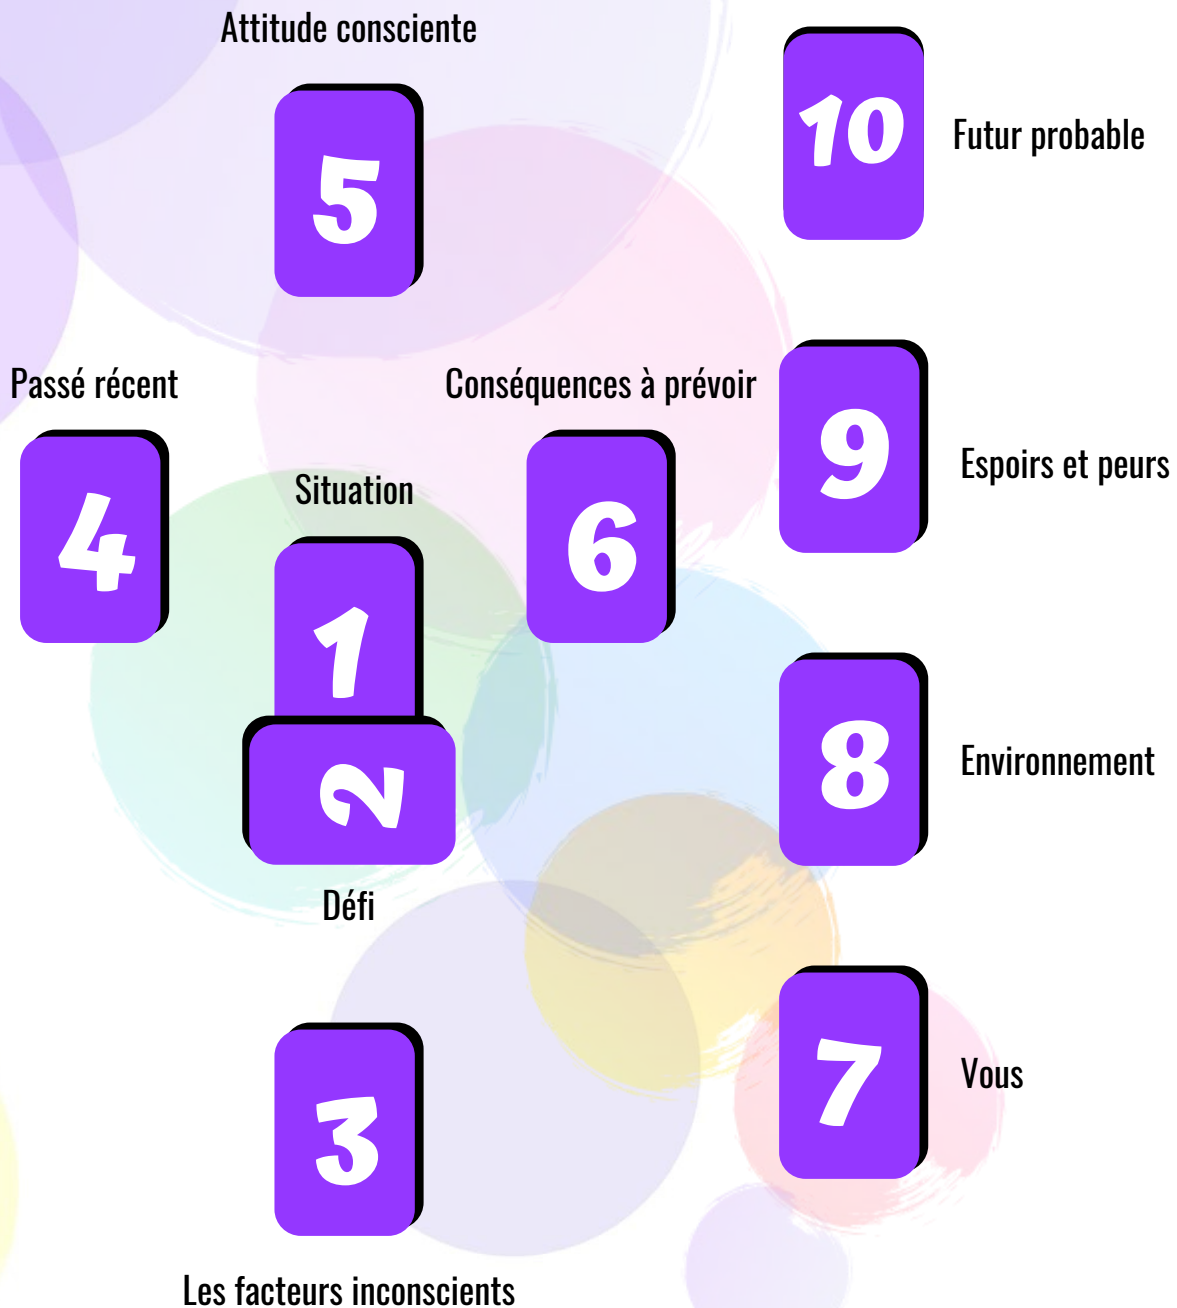 Attitude consciente
5
10
Futur probable
Passé récent
4
Situation
1
2
Défi
Conséquences à prévoir
6
9
Espoirs et peurs
8
Environnement
3
Les facteurs inconscients
7
Vous